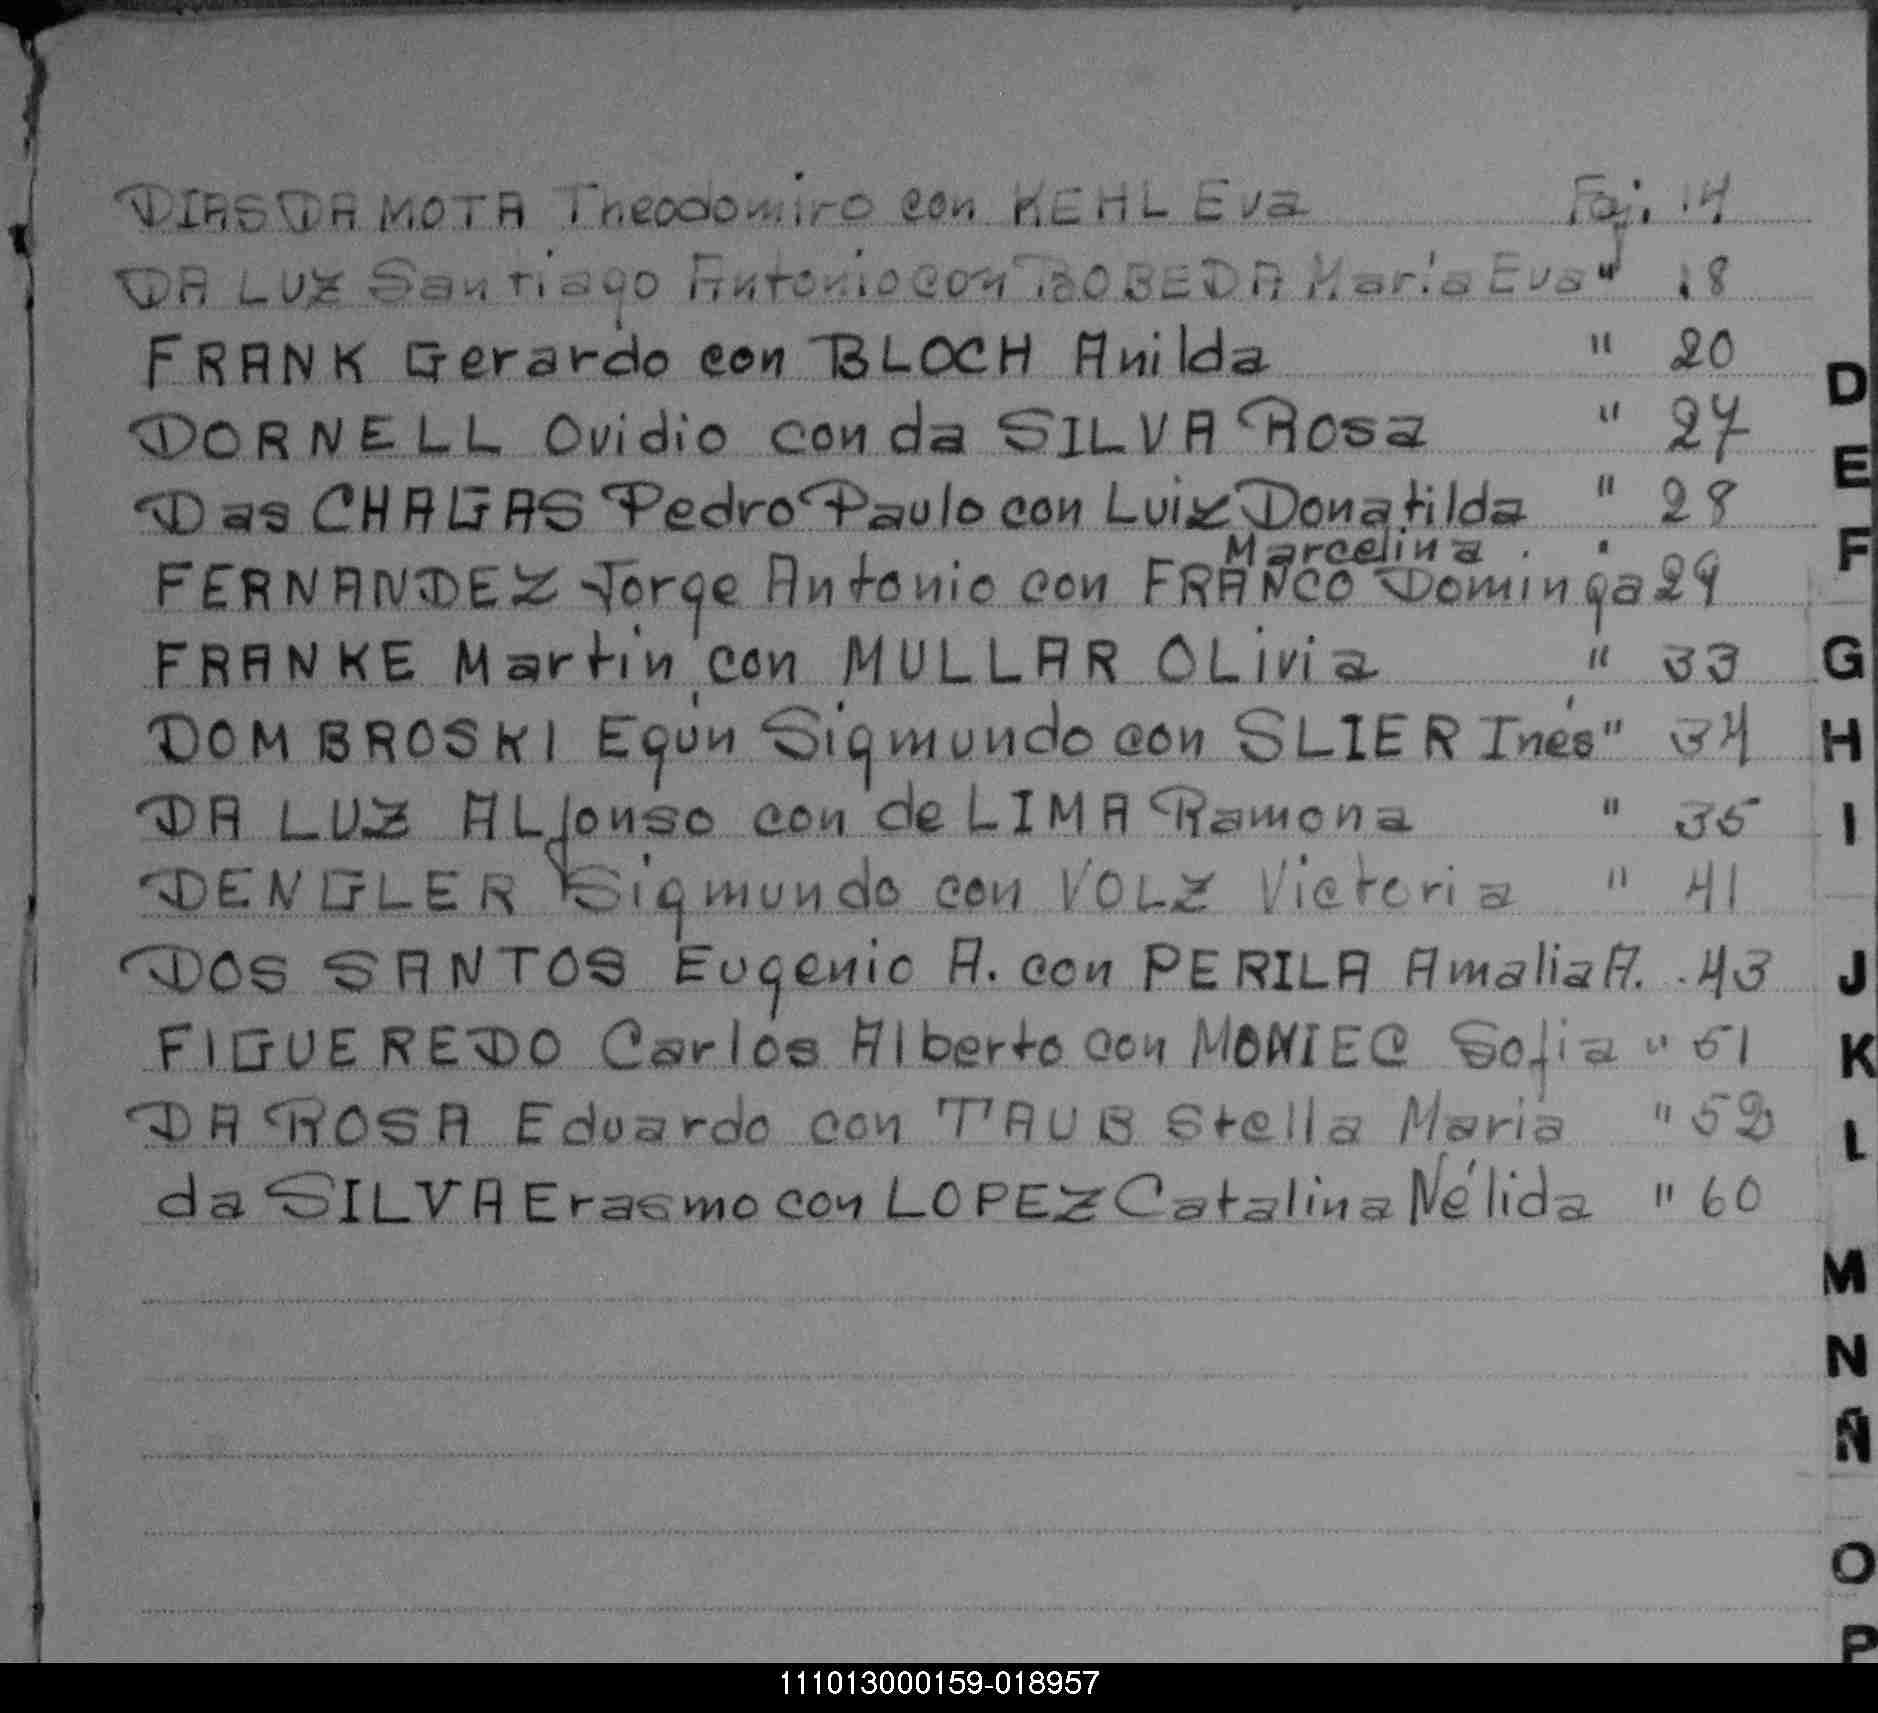 DIAS DA MOTA Theodomiro con KEHL Eva Foj. 14
DA LUZ Santiago Antonio con BOBEDA Maria Eva " 18
FRANK Gerardo con BLOCH Anilda " 20
DORNELL Ovidio con da SILVA Rosa " 27
Das CHAGAS Pedro Paulo con Luiz Donatilda " 28
Marcelina
FERNANDEZ Jorge Antonio con FRANCO Dominga 29
FRANKE Martin con MULLAR OLivia " 33
DOMBROSKI Egun Sigmundo con SLIER Inés " 34
DA LUZ ALfonso con de LIMA Ramona " 35
DENGLER Sigmundo con VOLZ Victoria " 41
DOS SANTOS Eugenio A. con PERILA Amalia A. . 43
FIGUEREDO Carlos Alberto con MONIEC Sofia " 51
DA ROSA Eduardo con TAUB Stella Maria " 52
da SILVA Erasmo con LOPEZ Catalina Nélida " 60
D
E
F
G
H
I
J
K
L
M
N
Ñ
O
P
111013000159-018957